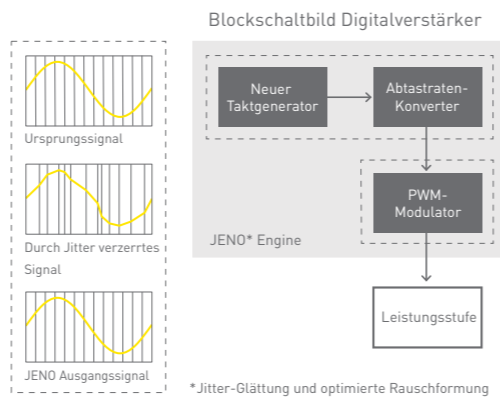 Blockschaltbild Digitalverstärker
Ursprungssignal
Durch Jitter verzerrtes
Signal
JENO Ausgangssignal
Neuer
Taktgenerator
Abtastraten-
Konverter
PWM-
Modulator
JENO* Engine
Leistungsstufe
*Jitter-Glättung und optimierte Rauschformung